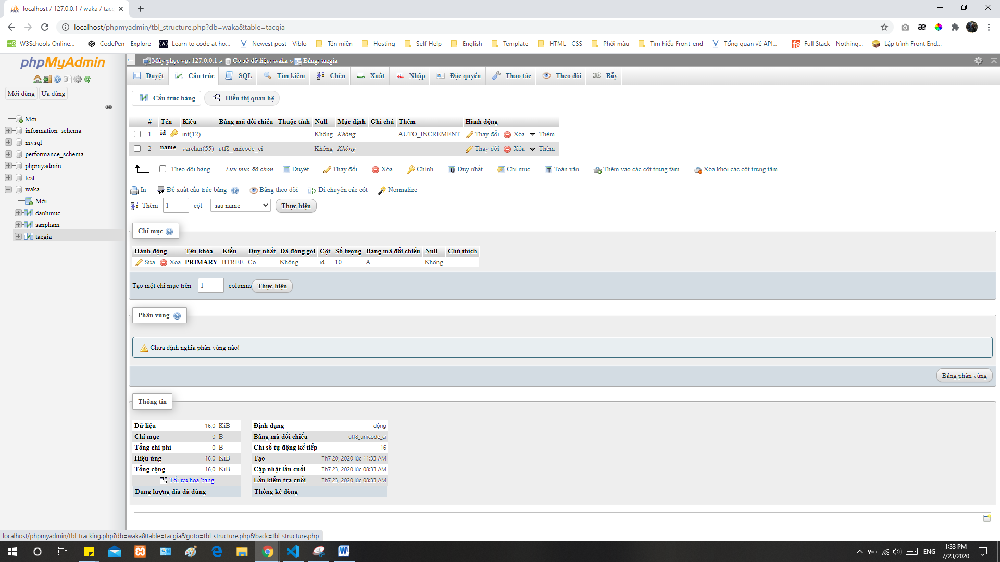 localhost / 127.0.0.1 / waka / tacg
localhost/phpmyadmin/tbl_structure.php?db=waka&table=tacgia
W3Schools Online... CodePen - Explore Learn to code at ho... Newest post - Viblo Tên miền Hosting Self-Help English Template HTML - CSS Phối màu Tìm hiểu Front-end Tổng quan về API... Full Stack - Nothing... Lập trình Front End...
phpMyAdmin
Mới dùng Ưa dùng
Mới
information_schema
mysql
performance_schema
phpmyadmin
test
waka
Mới
danhmuc
sanpham
tacgia
Máy phục vụ: 127.0.0.1 » Cơ sở dữ liệu: waka » Bảng: tacgia
Duyệt Cấu trúc SQL Tìm kiếm Chèn Xuất Nhập Đặc quyền Thao tác Theo dõi Bẫy
Cấu trúc bảng Hiển thị quan hệ
# Tên Kiểu Bảng mã đối chiếu Thuộc tính Null Mặc định Ghi chú Thêm Hành động
1 id int(12) Không Không AUTO_INCREMENT Thay đổi Xóa Thêm
2 name varchar(55) utf8_unicode_ci Không Không Thay đổi Xóa Thêm
Theo dõi bảng Lưu mục đã chọn Duyệt Thay đổi Xóa Chính Duy nhất Chỉ mục Toàn văn Thêm vào các cột trung tâm Xóa khỏi các cột trung tâm
In Đề xuất cấu trúc bảng Bảng theo dõi Di chuyển các cột Normalize
Thêm 1 cột sau name Thực hiện
Chỉ mục
Hành động Tên khóa Kiểu Duy nhất Đã đóng gói Cột Số lượng Bảng mã đối chiếu Null Chú thích
Sửa Xóa PRIMARY BTREE Có Không id 10 A Không
Tạo một chỉ mục trên 1 columns Thực hiện
Phân vùng
Chưa định nghĩa phân vùng nào!
Bảng phân vùng
Thông tin
Dữ liệu 16,0 KiB
Chỉ mục 0 B
Tổng chi phí 0 B
Hiệu ứng 16,0 KiB
Tổng cộng 16,0 KiB
Tối ưu hóa bảng
Dung lượng đĩa đã dùng
Định dạng động
Bảng mã đối chiếu utf8_unicode_ci
Chỉ số tự động kế tiếp 16
Tạo Th7 20, 2020 lúc 11:33 AM
Cập nhật lần cuối Th7 23, 2020 lúc 08:33 AM
Lần kiểm tra cuối Th7 23, 2020 lúc 08:33 AM
Thống kê dòng
localhost/phpmyadmin/tbl_tracking.php?db=waka&table=tacgia&goto=tbl_structure.php&back=tbl_structure.php
ENG
1:33 PM
7/23/2020